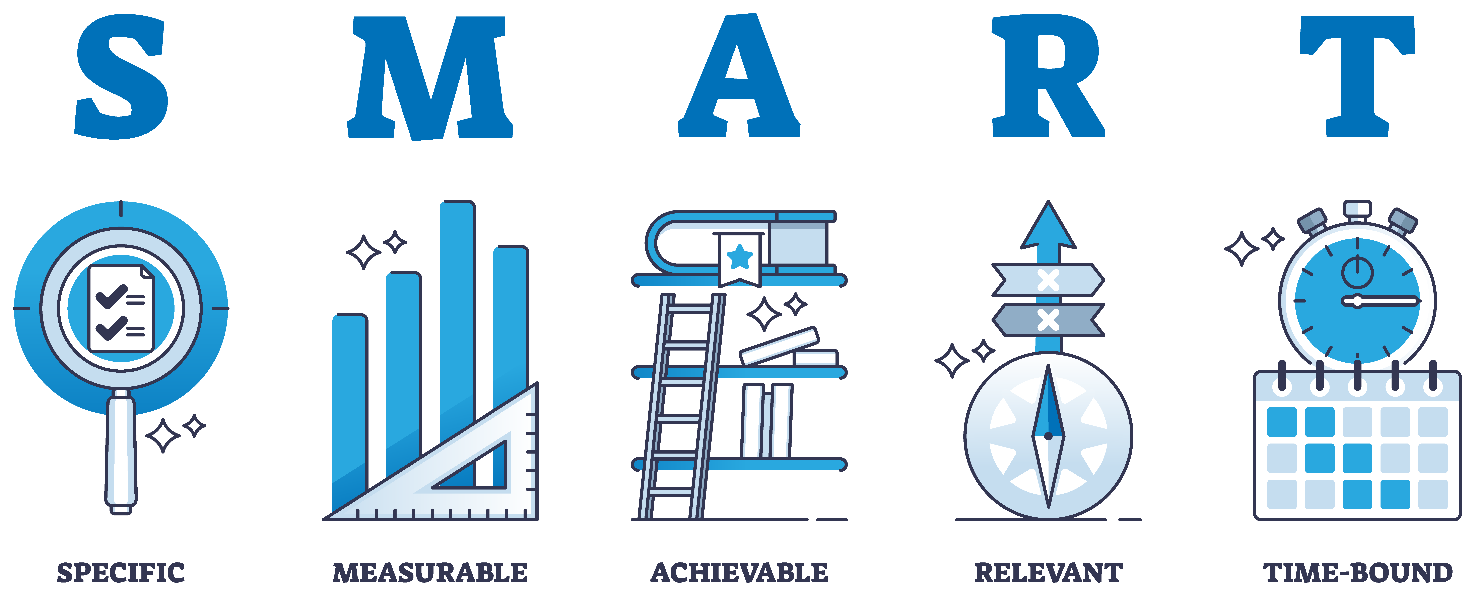 S M A R T
SPECIFIC MEASURABLE ACHIEVABLE RELEVANT TIME-BOUND